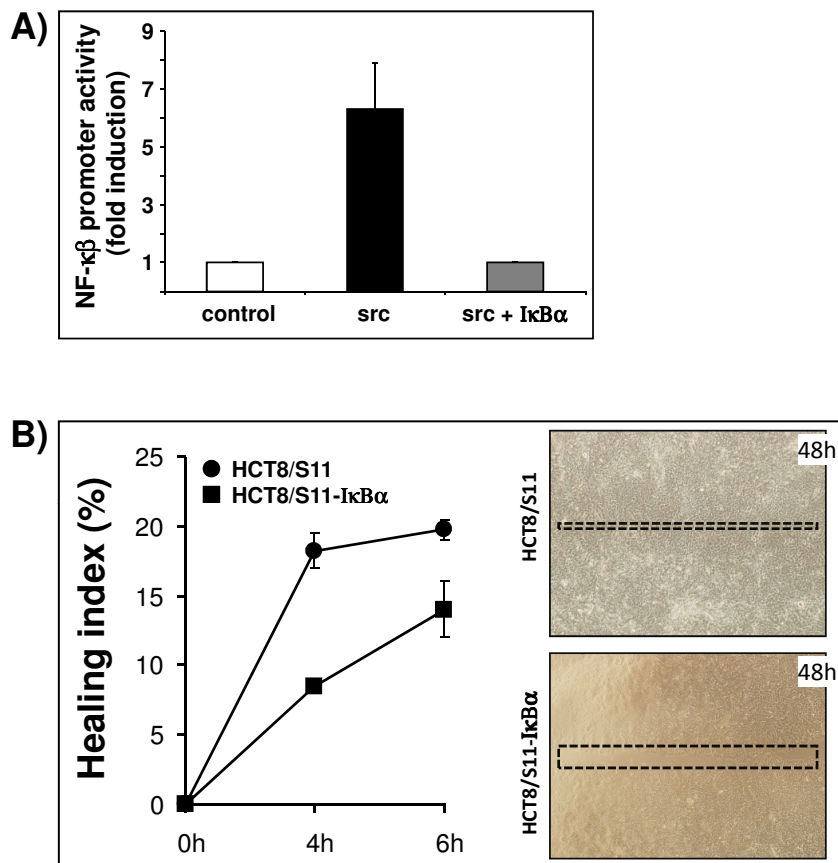 A)
NF-κβ promoter activity
(fold induction)
9
7
5
3
1
control
src
src + IκBα
B)
Healing index (%)
25
20
15
10
5
0
HCT8/S11
HCT8/S11-IκBα
0h
4h
6h
HCT8/S11
48h
HCT8/S11-IκBα
48h